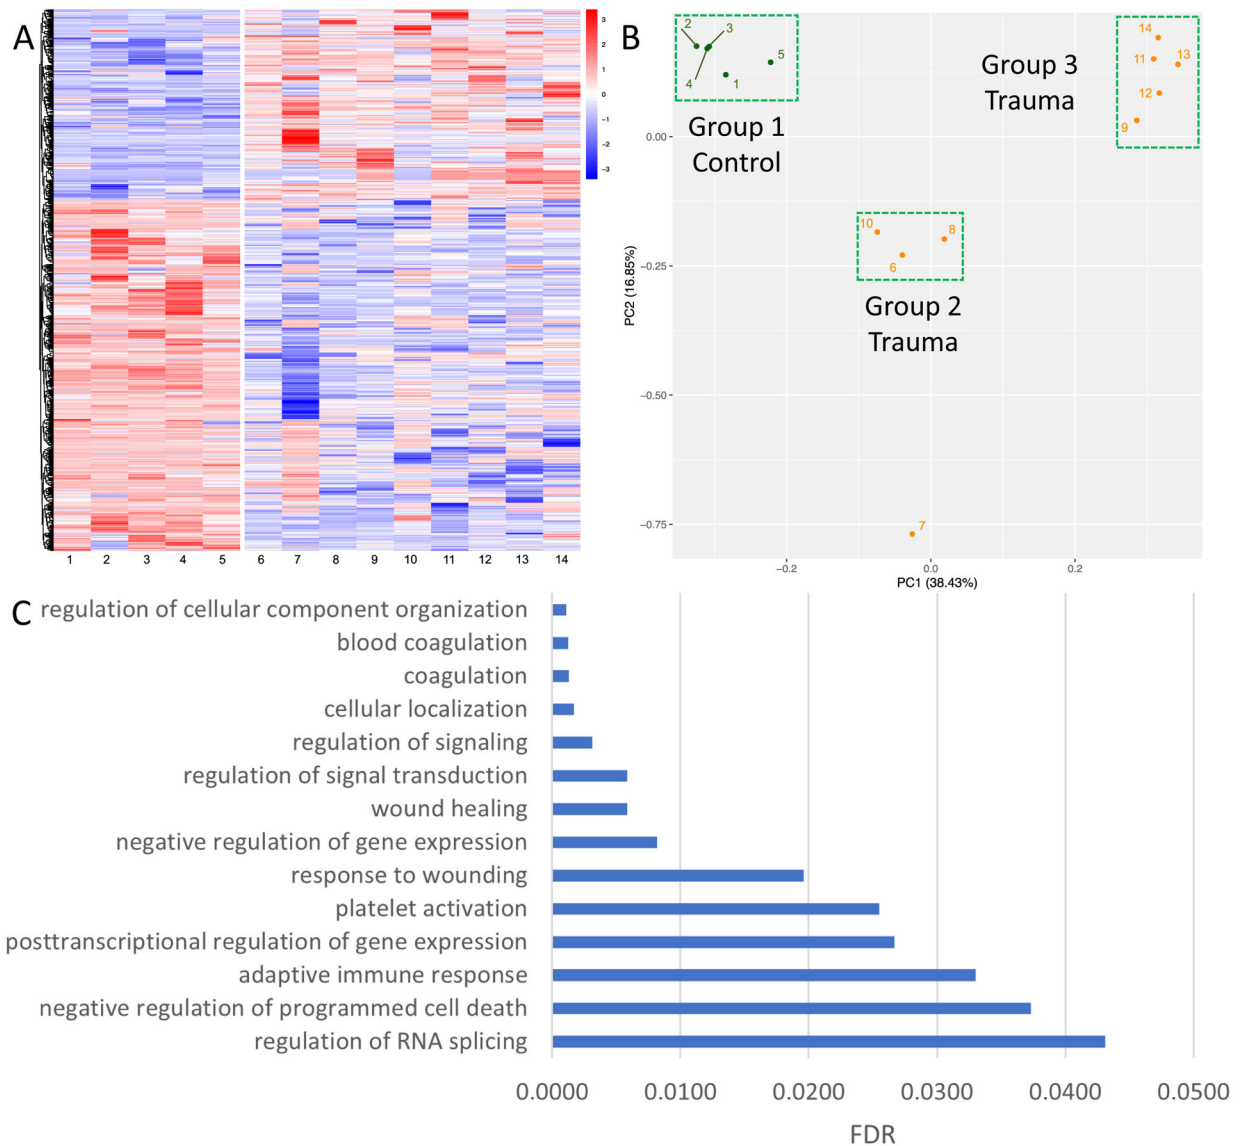 A
3
2
1
0
−1
−2
−3
1 2 3 4 5 6 7 8 9 10 11 12 13 14
B
2 3
5
4 1
Group 1
Control
Group 3
Trauma
14
11 13
12
9
10 8
6
Group 2
Trauma
7
0.00
−0.25
−0.50
−0.75
PC2 (16.85%)
−0.2 0.0 0.2
PC1 (38.43%)
C
regulation of cellular component organization
blood coagulation
coagulation
cellular localization
regulation of signaling
regulation of signal transduction
wound healing
negative regulation of gene expression
response to wounding
platelet activation
posttranscriptional regulation of gene expression
adaptive immune response
negative regulation of programmed cell death
regulation of RNA splicing
0.0000 0.0100 0.0200 0.0300 0.0400 0.0500
FDR